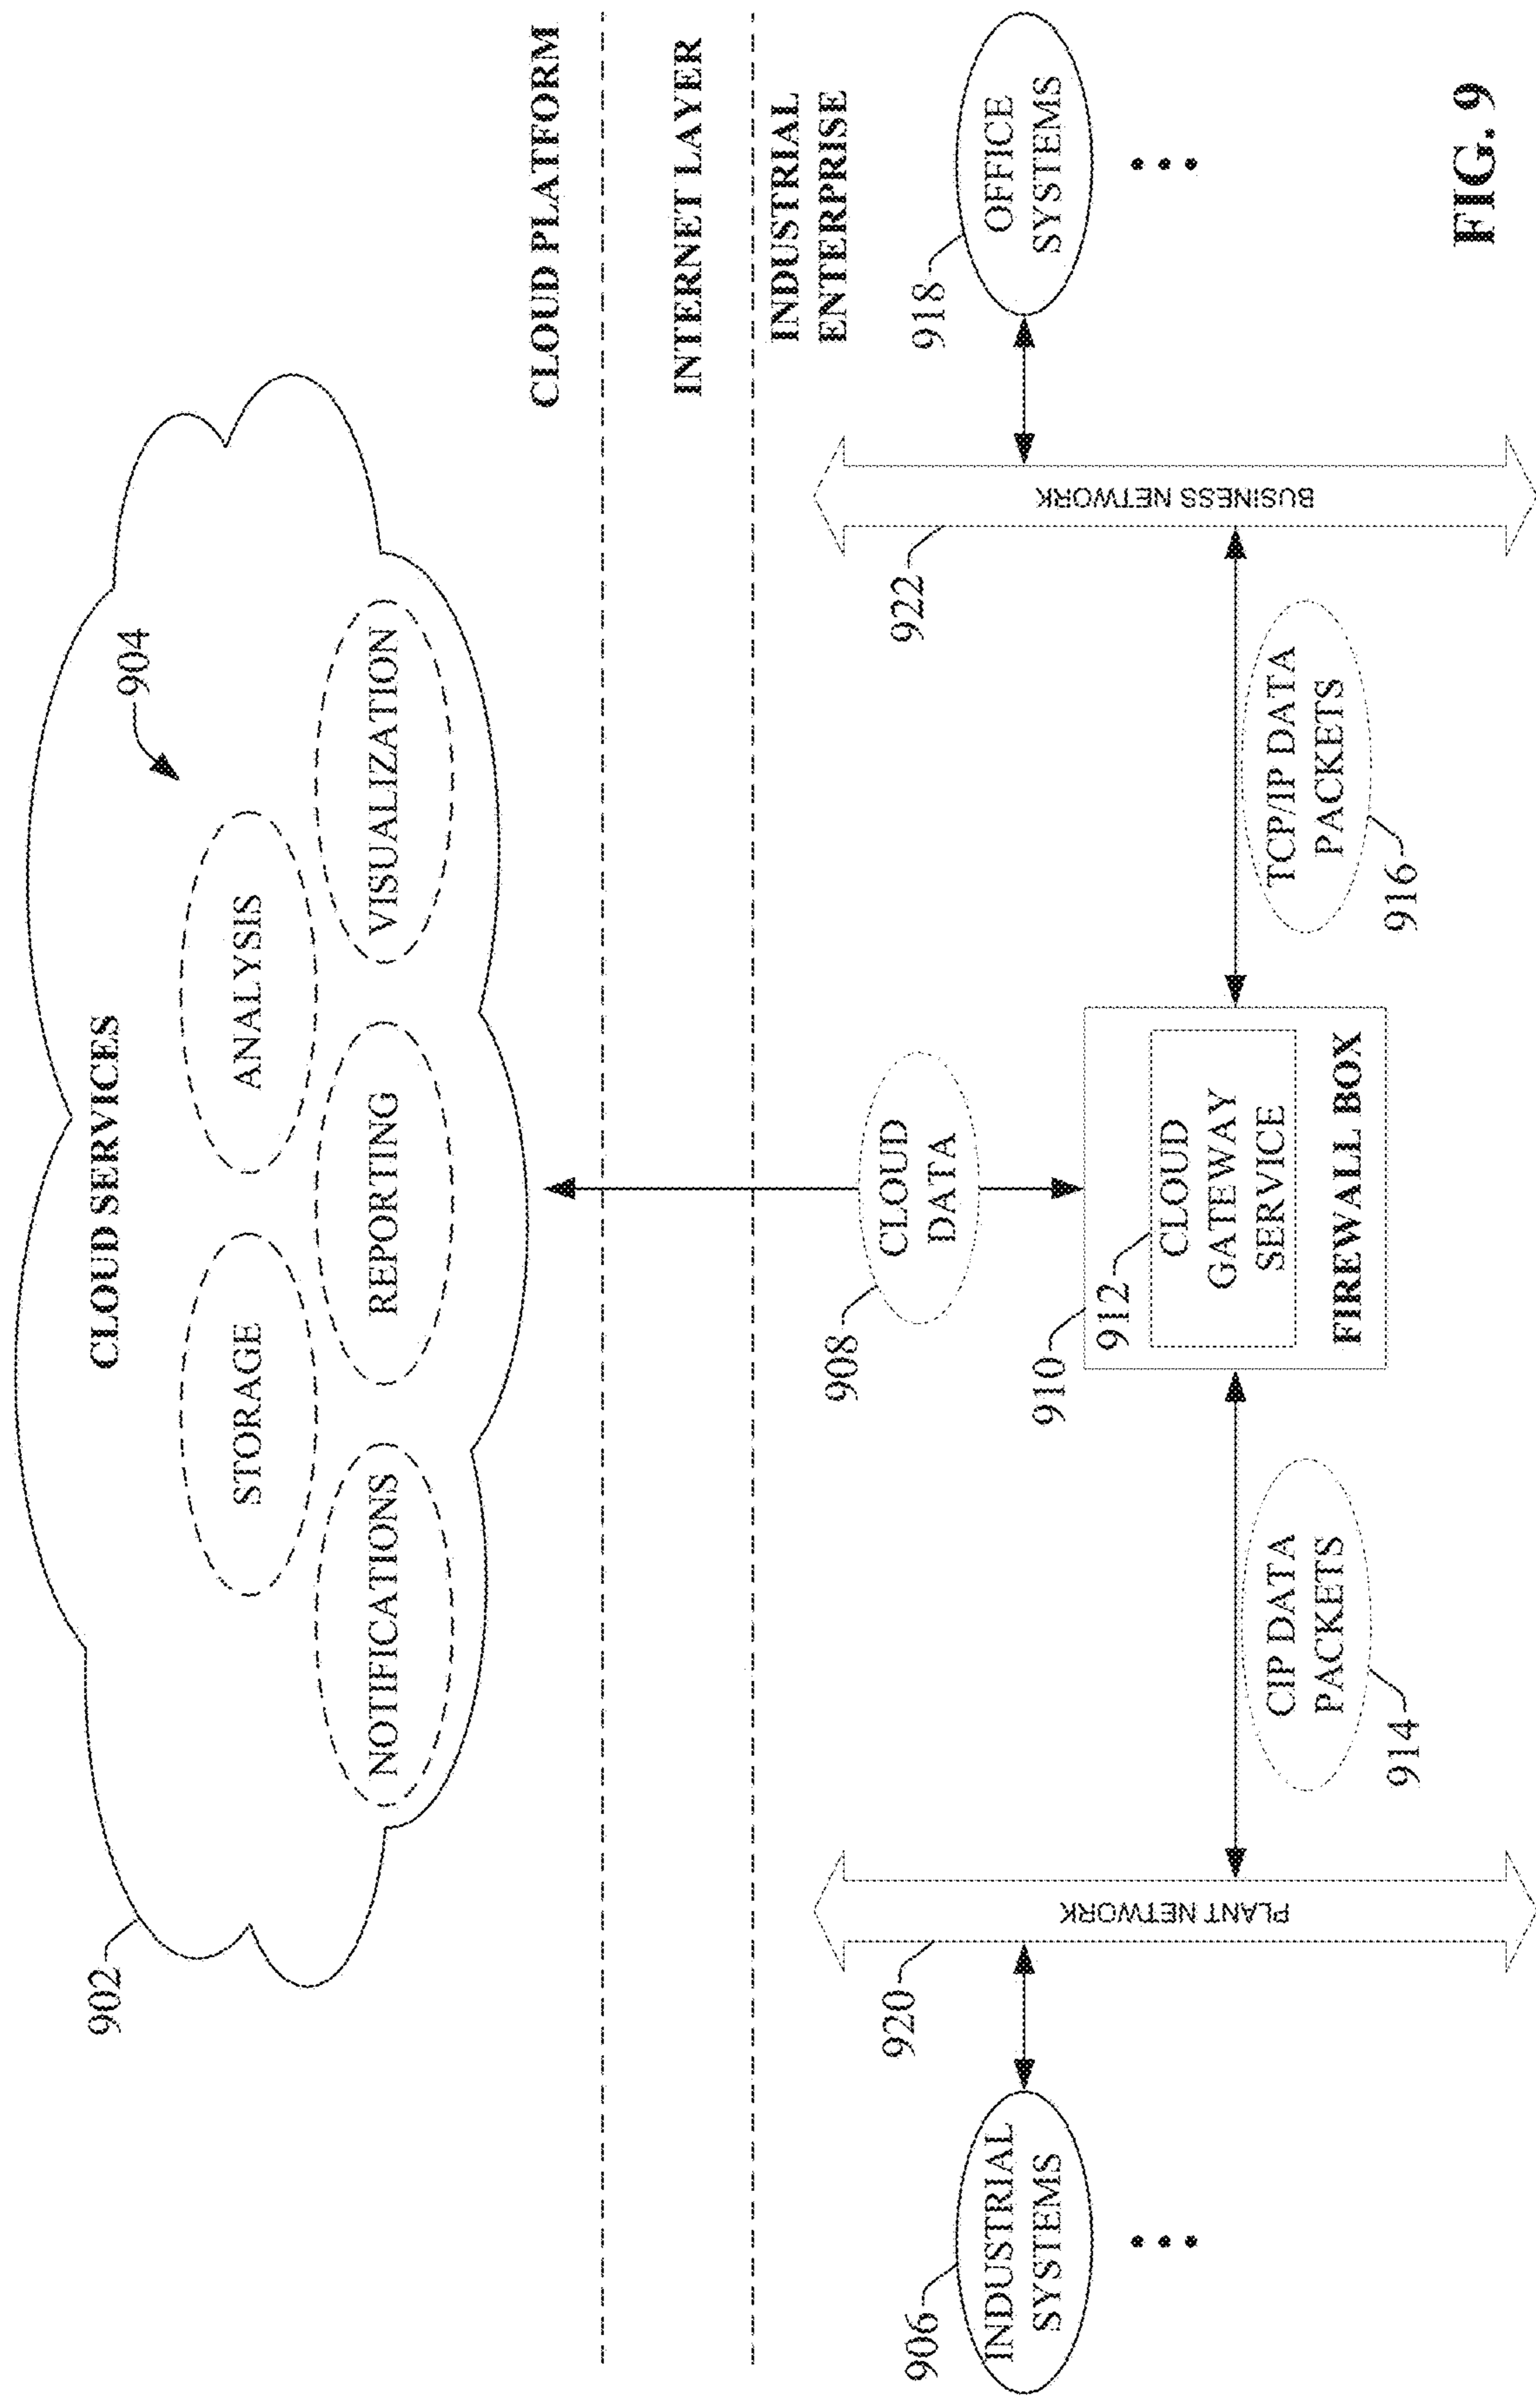 902
CLOUD SERVICES
904
STORAGE
ANALYSIS
NOTIFICATIONS
REPORTING
VISUALIZATION
CLOUD PLATFORM
INTERNET LAYER
INDUSTRIAL
ENTERPRISE
908
CLOUD
DATA
906
INDUSTRIAL
SYSTEMS
920
PLANT NETWORK
CIP DATA
PACKETS
914
910
912
CLOUD
GATEWAY
SERVICE
FIREWALL BOX
TCP/IP DATA
PACKETS
916
922
BUSINESS NETWORK
918
OFFICE
SYSTEMS
FIG. 9